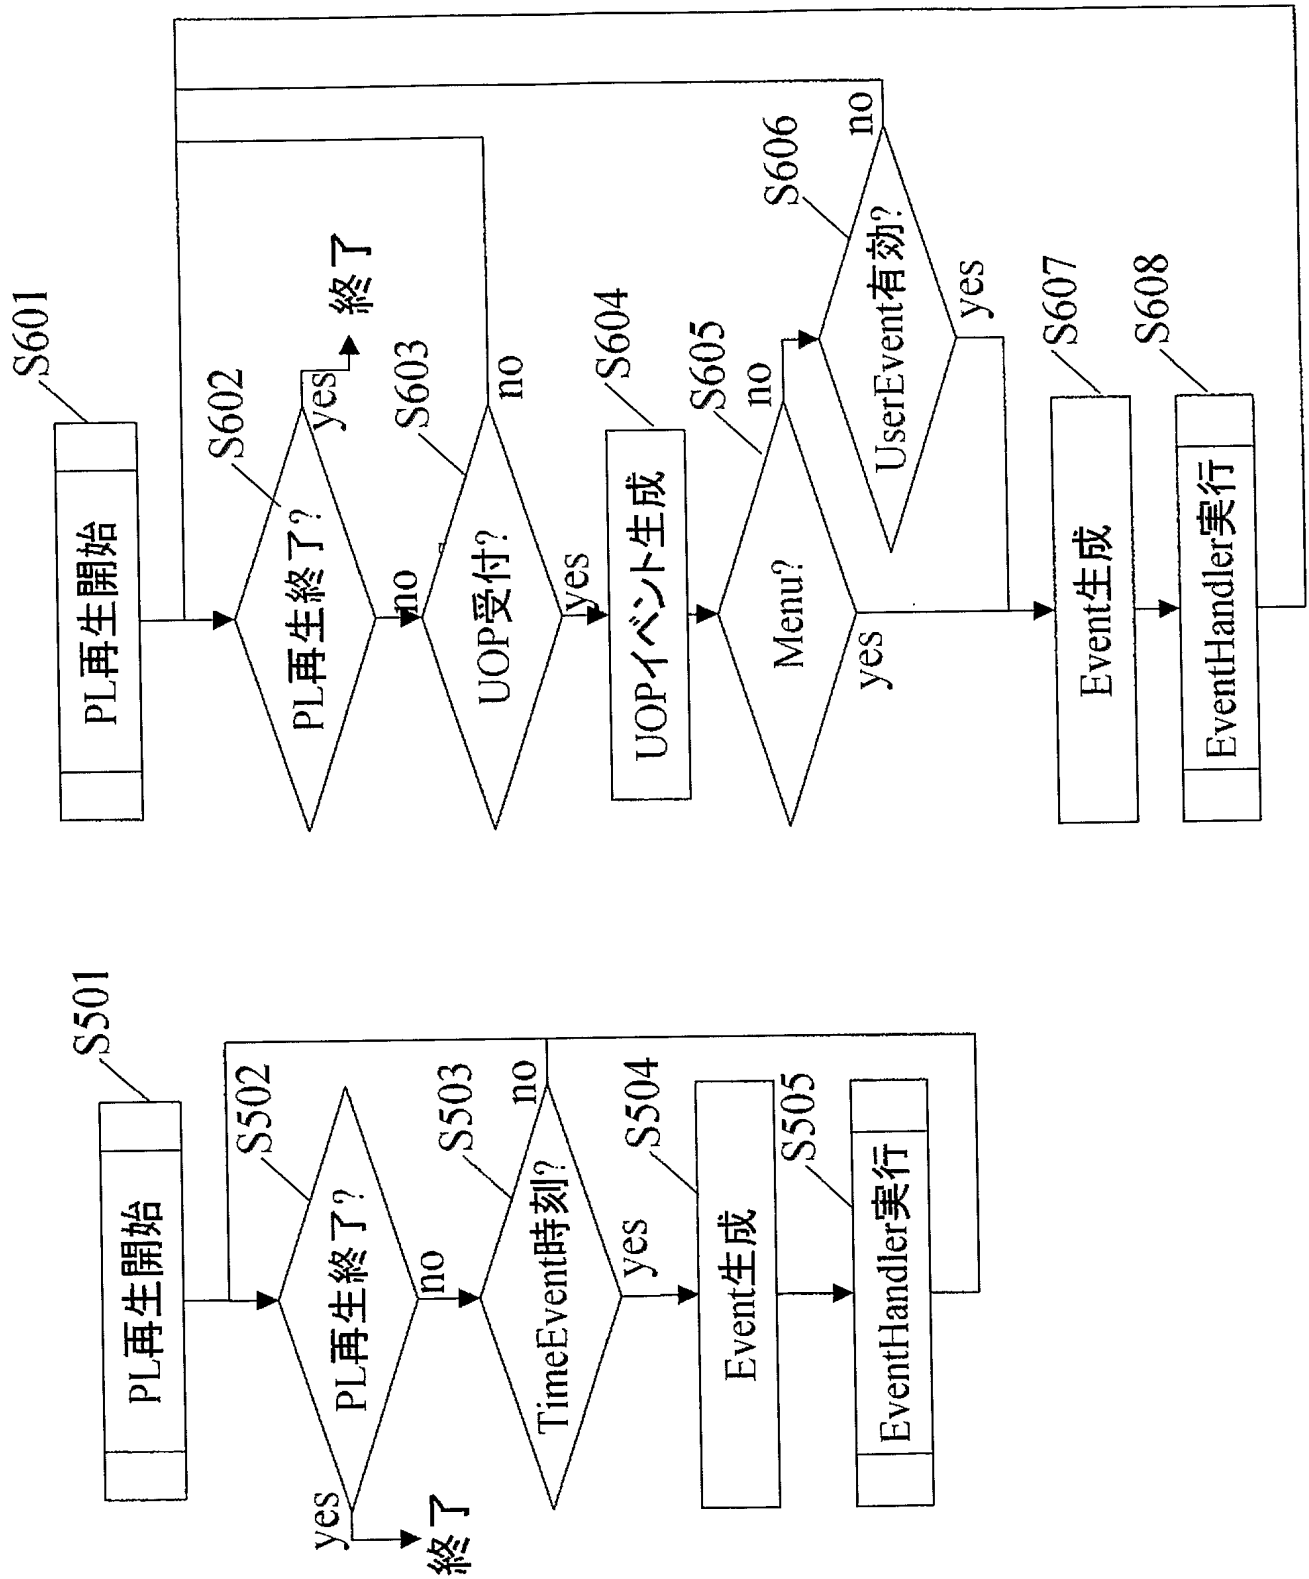 S501
PL再生開始
S502
PL再生終了?
yes
終了
no
S503
TimeEvent時刻?
no
yes
S504
Event生成
S505
EventHandler実行
S601
PL再生開始
S602
PL再生終了?
yes
終了
no
S603
UOP受付?
no
yes
S604
UOPイベント生成
S605
Menu?
no
yes
S606
UserEvent有効?
no
yes
S607
Event生成
S608
EventHandler実行